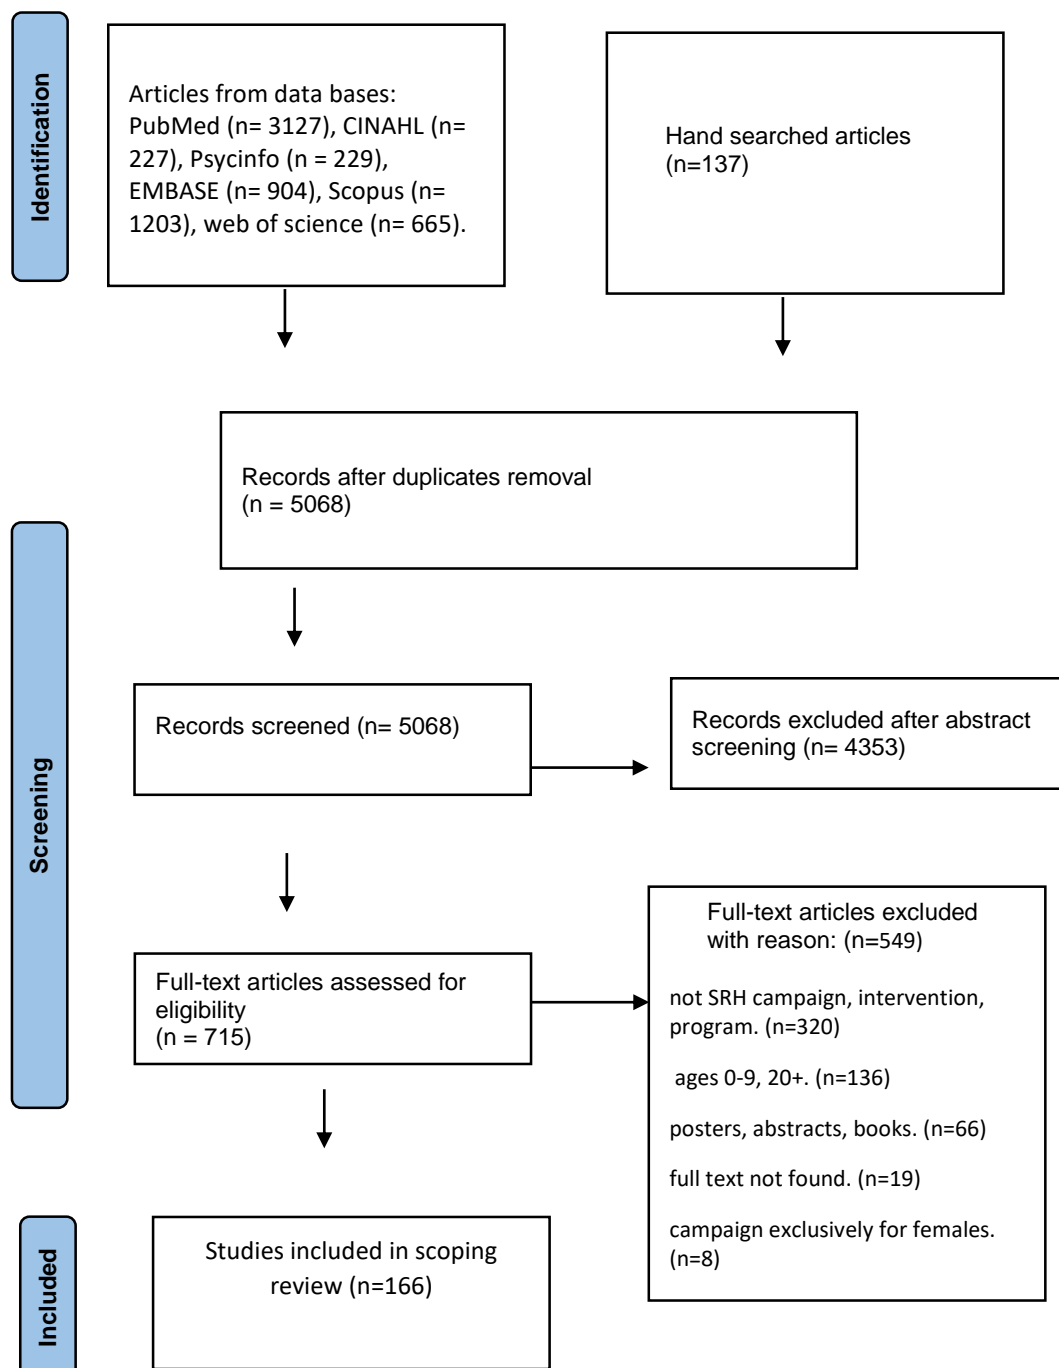 Identification
Articles from data bases:
PubMed (n= 3127), CINAHL (n=
227), Psycinfo (n = 229),
EMBASE (n= 904), Scopus (n=
1203), web of science (n= 665).
Hand searched articles
(n=137)
Records after duplicates removal
(n = 5068)
Screening
Records screened (n= 5068)
Records excluded after abstract
screening (n= 4353)
Full-text articles assessed for
eligibility
(n = 715)
Full-text articles excluded
with reason: (n=549)
not SRH campaign, intervention,
program. (n=320)
ages 0-9, 20+. (n=136)
posters, abstracts, books. (n=66)
full text not found. (n=19)
campaign exclusively for females.
(n=8)
Included
Studies included in scoping
review (n=166)